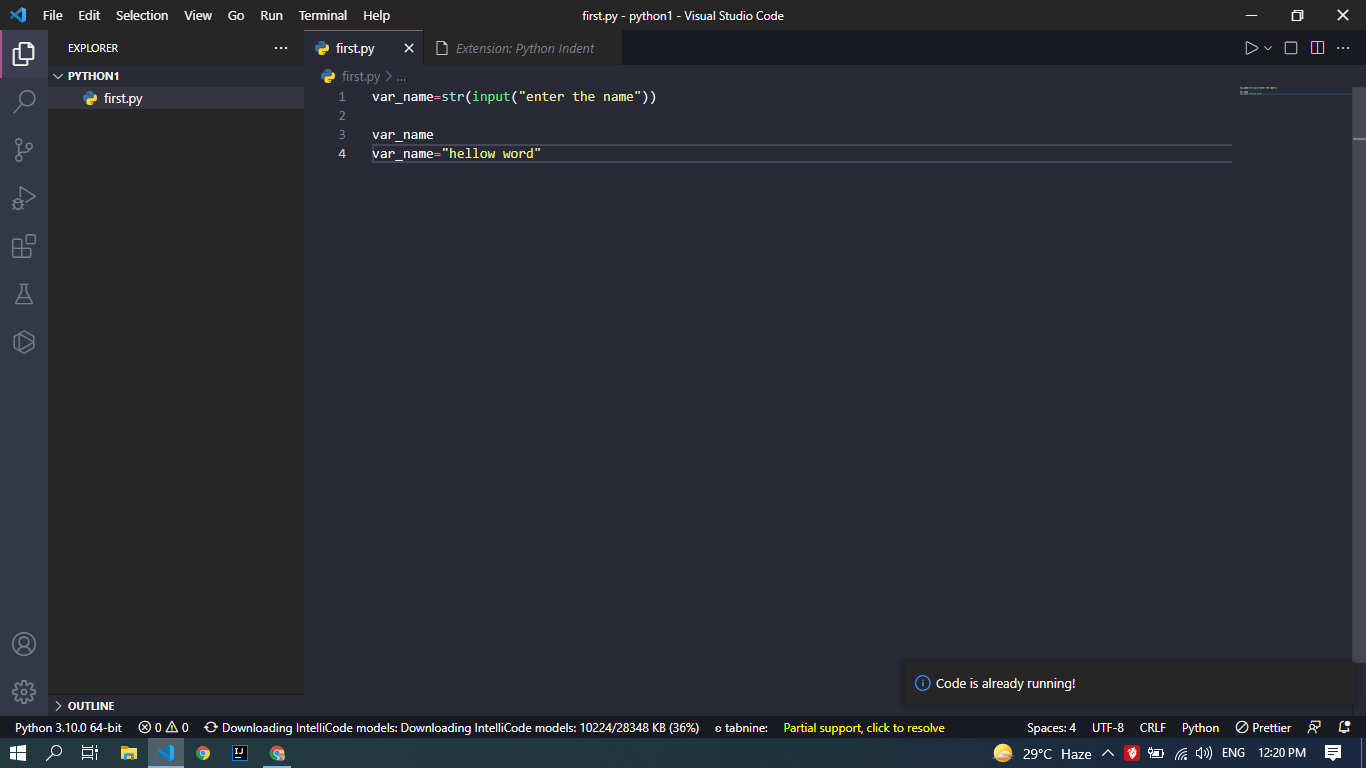 File Edit Selection View Go Run Terminal Help first.py - python1 - Visual Studio Code
EXPLORER
first.py
Extension: Python Indent
PYTHON1
first.py
first.py > ...
1 var_name=str(input("enter the name"))
2
3 var_name
4 var_name="hellow word"
OUTLINE
Code is already running!
Python 3.10.0 64-bit 0 0 Downloading IntelliCode models: Downloading IntelliCode models: 10224/28348 KB (36%) tabnine: Partial support, click to resolve Spaces: 4 UTF-8 CRLF Python Prettier
IJ 29°C Haze ENG 12:20 PM